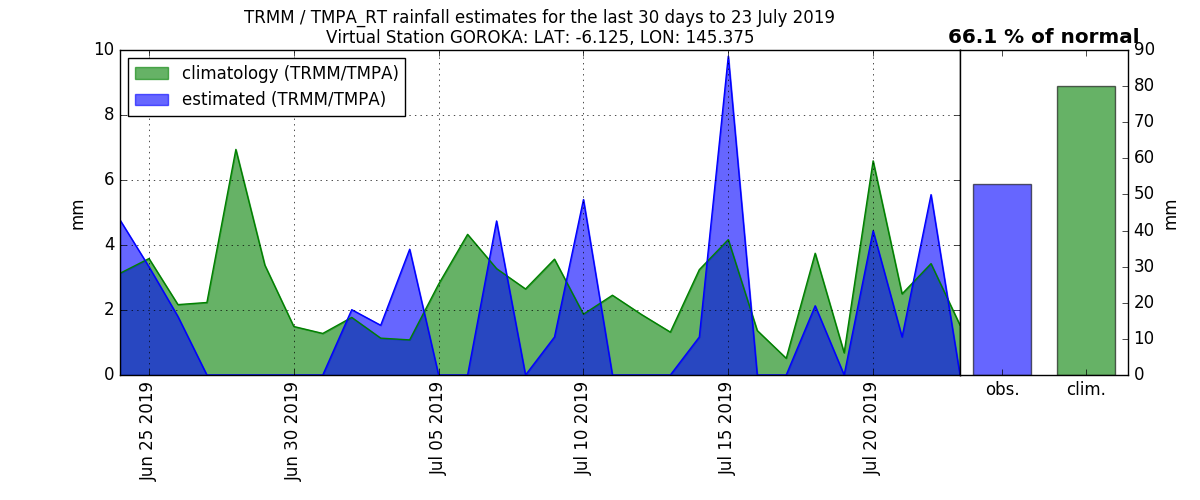 TRMM / TMPA_RT rainfall estimates for the last 30 days to 23 July 2019
Virtual Station GOROKA: LAT: -6.125, LON: 145.375
66.1 % of normal
climatology (TRMM/TMPA)
estimated (TRMM/TMPA)
10
8
6
4
2
0
mm
Jun 25 2019
Jun 30 2019
Jul 05 2019
Jul 10 2019
Jul 15 2019
Jul 20 2019
90
80
70
60
50
40
30
20
10
0
mm
obs.
clim.